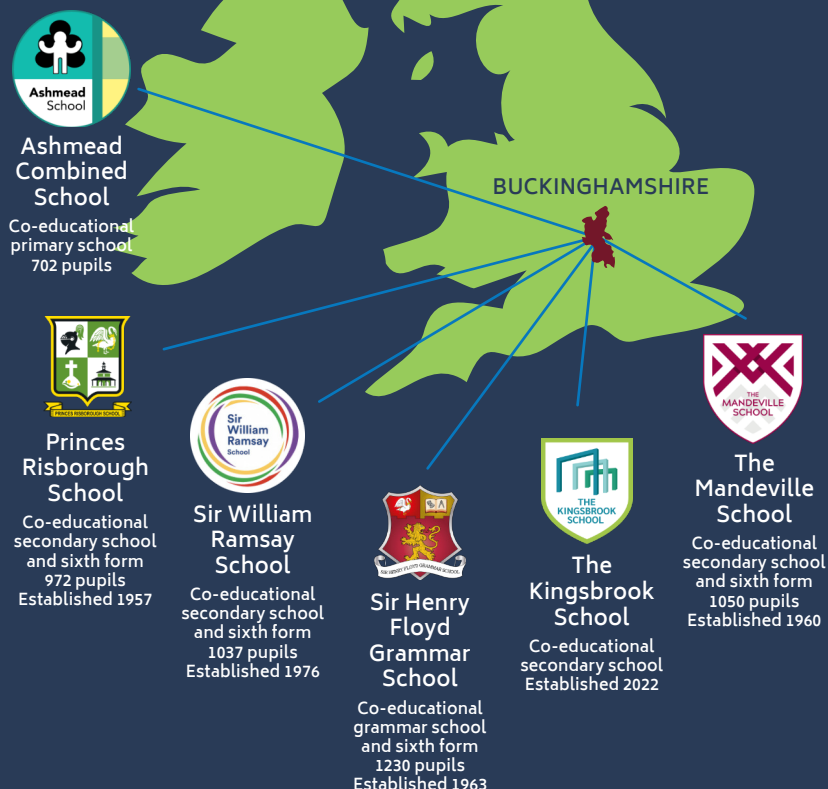 Ashmead
School
Ashmead
Combined
School
Co-educational
primary school
702 pupils
BUCKINGHAMSHIRE
PRINCES RISBOROUGH SCHOOL
Princes
Risborough
School
Co-educational
secondary school
and sixth form
972 pupils
Established 1957
Sir
William
Ramsay
School
Sir William
Ramsay
School
Co-educational
secondary school
and sixth form
1037 pupils
Established 1976
SIR HENRY FLOYD GRAMMAR SCHOOL
Sir Henry
Floyd
Grammar
School
Co-educational
grammar school
and sixth form
1230 pupils
Established 1963
THE
KINGSBROOK
SCHOOL
The
Kingsbrook
School
Co-educational
secondary school
Established 2022
THE
MANDEVILLE
SCHOOL
The
Mandeville
School
Co-educational
secondary school
and sixth form
1050 pupils
Established 1960